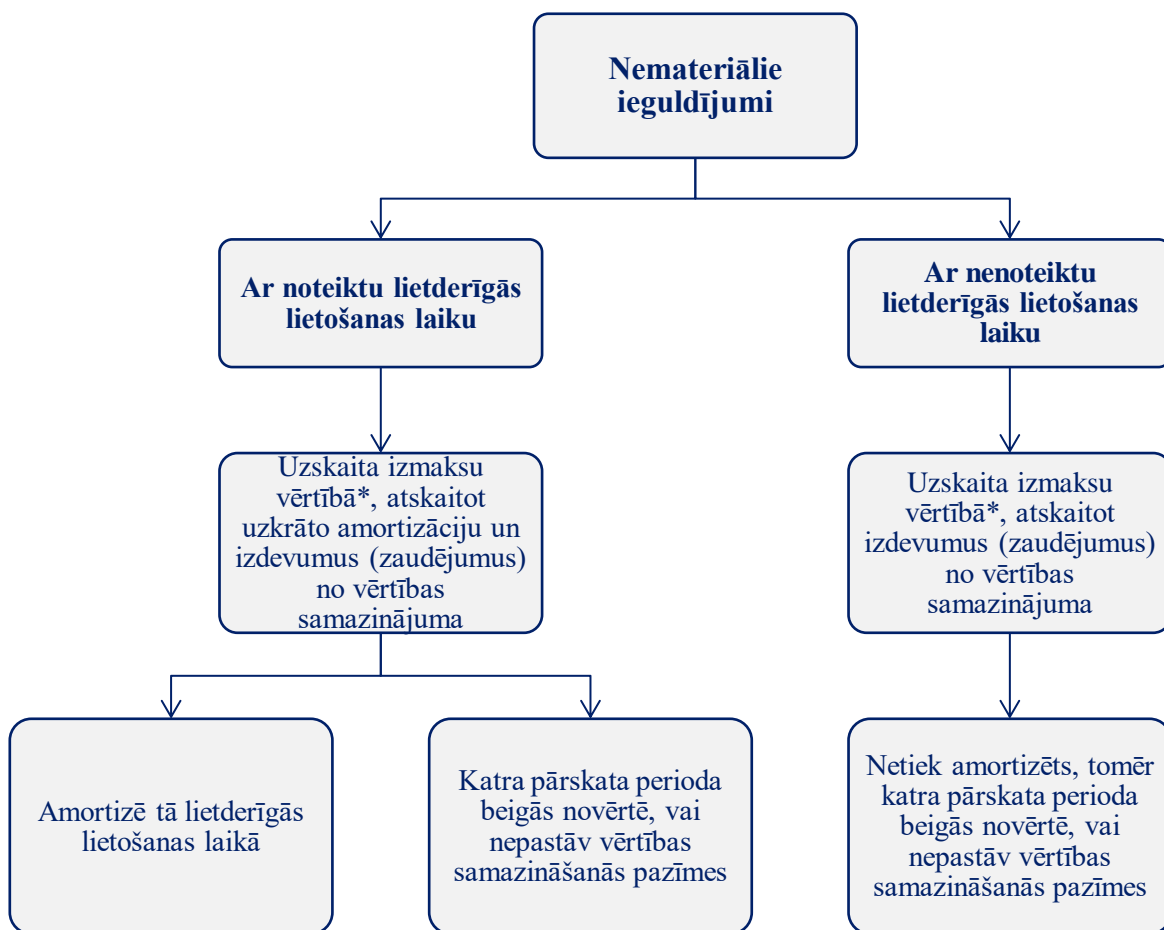 Nemateriālie
ieguldījumi
Ar noteiktu lietderīgās
lietošanas laiku
Ar nenoteiktu
lietderīgās lietošanas
laiku
Uzskaita izmaksu
vērtībā*, atskaitot
uzkrāto amortizāciju un
izdevumus (zaudējumus)
no vērtības
samazinājuma
Uzskaita izmaksu
vērtībā*, atskaitot
izdevumus (zaudējumus)
no vērtības
samazinājuma
Amortizē tā lietderīgās
lietošanas laikā
Katra pārskata perioda
beigās novērtē, vai
nepastāv vērtības
samazināšanās pazīmes
Netiek amortizēts, tomēr
katra pārskata perioda
beigās novērtē, vai
nepastāv vērtības
samazināšanās pazīmes